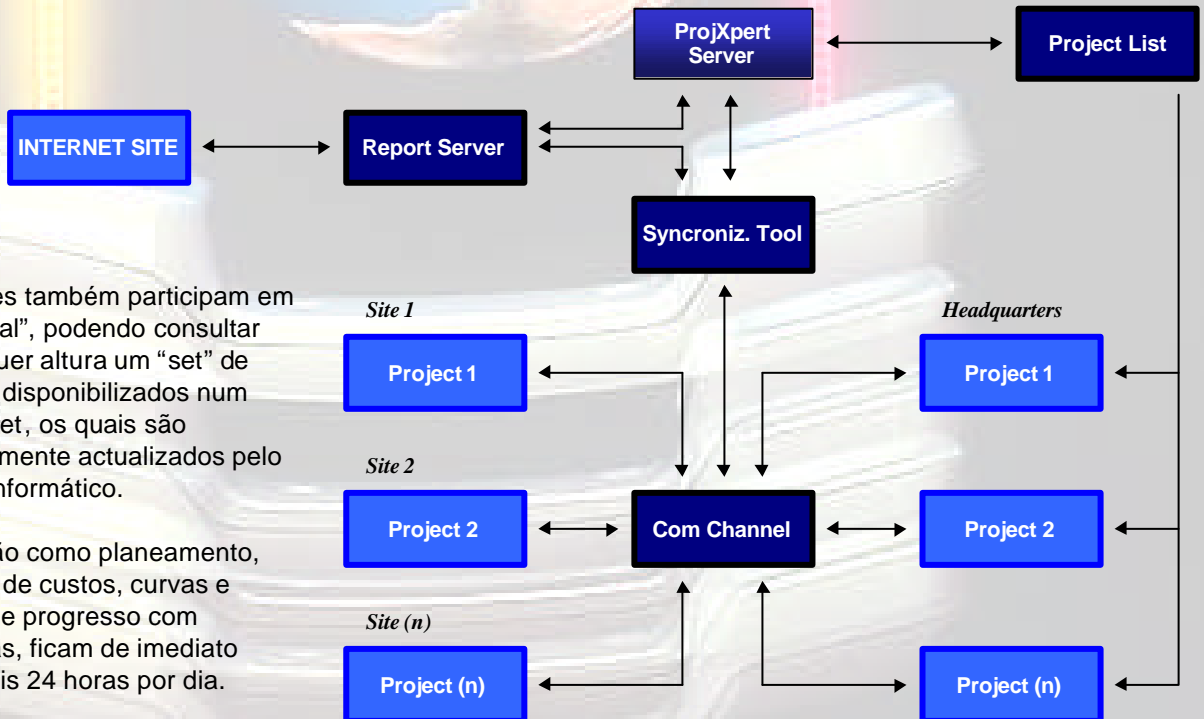 ProjXpert
Server
Project List
INTERNET SITE
Report Server
Syncroniz. Tool
es também participam em
al”, podendo consultar
uer altura um “set” de
disponibilizados num
et, os quais são
mente actualizados pelo
nformático.
ão como planeamento,
de custos, curvas e
e progresso com
as, ficam de imediato
is 24 horas por dia.
Site 1
Project 1
Site 2
Project 2
Site (n)
Project (n)
Com Channel
Headquarters
Project 1
Project 2
Project (n)